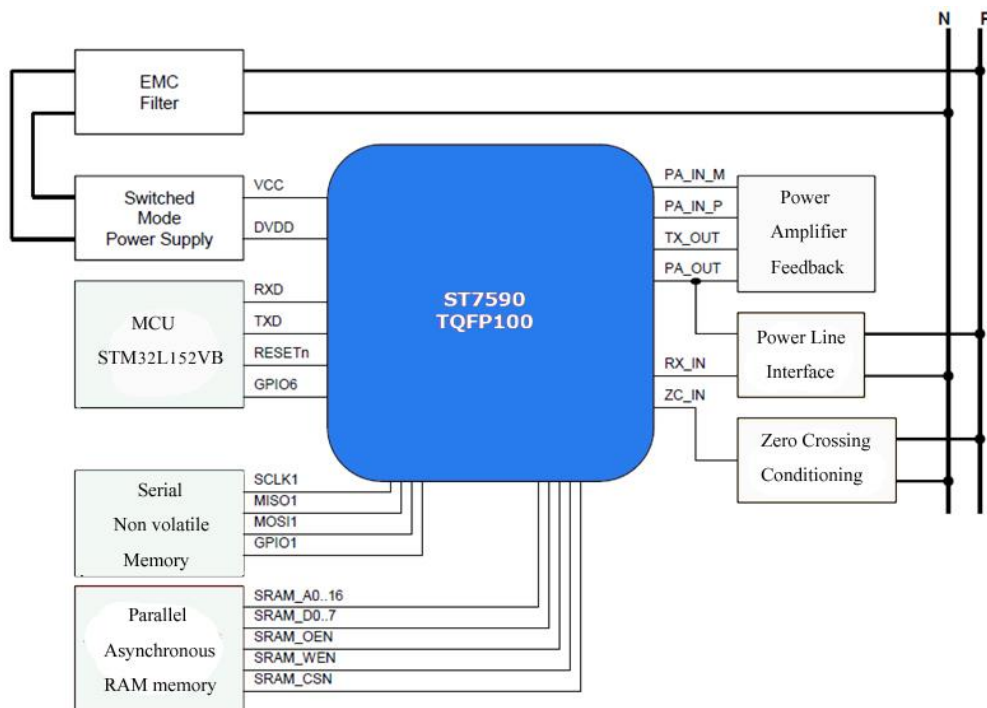 N
P
EMC
Filter
Switched
Mode
Power Supply
VCC
DVDD
MCU
STM32L152VB
RXD
TXD
RESETn
GPIO6
Serial
Non volatile
Memory
SCLK1
MISO1
MOSI1
GPIO1
Parallel
Asynchronous
RAM memory
SRAM_A0..16
SRAM_D0..7
SRAM_OEN
SRAM_WEN
SRAM_CSN
ST7590
TQFP100
PA_IN_M
PA_IN_P
TX_OUT
PA_OUT
Power
Amplifier
Feedback
RX_IN
ZC_IN
Power Line
Interface
Zero Crossing
Conditioning